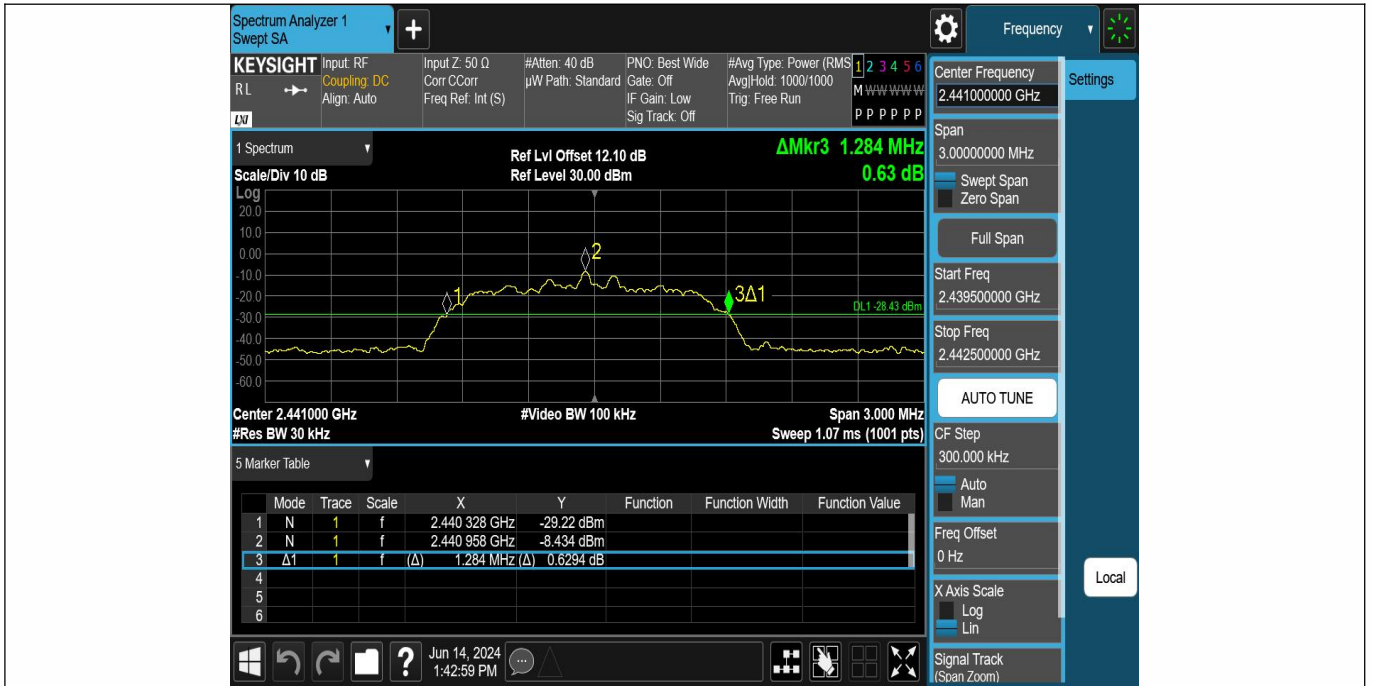 Spectrum Analyzer 1
Swept SA
+
Frequency
KEYSIGHT
R L
LXI
Input: RF
Coupling: DC
Align: Auto
Input Z: 50 Ω
Corr CCorr
Freq Ref: Int (S)
#Atten: 40 dB
µW Path: Standard
PNO: Best Wide
Gate: Off
IF Gain: Low
Sig Track: Off
#Avg Type: Power (RMS
Avg|Hold: 1000/1000
Trig: Free Run
1 2 3 4 5 6
M W W W W W
P P P P P P
1 Spectrum
Scale/Div 10 dB
Ref Lvl Offset 12.10 dB
Ref Level 30.00 dBm
ΔMkr3 1.284 MHz
0.63 dB
Log
20.0
10.0
0.00
-10.0
-20.0
-30.0
-40.0
-50.0
-60.0
1
2
3Δ1
DL1 -28.43 dBm
Center 2.441000 GHz
#Video BW 100 kHz
Span 3.000 MHz
#Res BW 30 kHz
Sweep 1.07 ms (1001 pts)
5 Marker Table
Mode Trace Scale X Y Function Function Width Function Value
1 N 1 f 2.440 328 GHz -29.22 dBm
2 N 1 f 2.440 958 GHz -8.434 dBm
3 Δ1 1 f (Δ) 1.284 MHz (Δ) 0.6294 dB
4
5
6
?
Jun 14, 2024
1:42:59 PM
Center Frequency
2.441000000 GHz
Settings
Span
3.00000000 MHz
Swept Span
Zero Span
Full Span
Start Freq
2.439500000 GHz
Stop Freq
2.442500000 GHz
AUTO TUNE
CF Step
300.000 kHz
Auto
Man
Freq Offset
0 Hz
X Axis Scale
Log
Lin
Signal Track
(Span Zoom)
Local